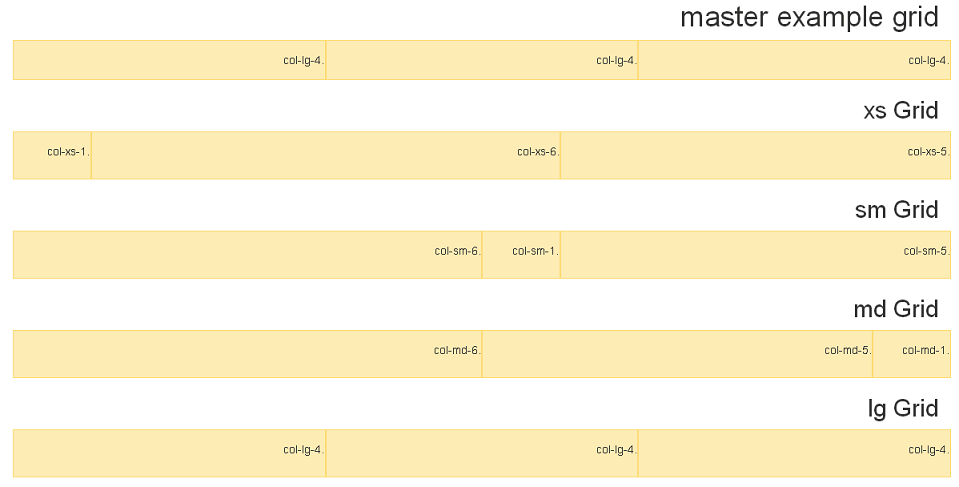 master example grid
col-lg-4. col-lg-4. col-lg-4.
xs Grid
col-xs-1. col-xs-6. col-xs-5.
sm Grid
col-sm-6. col-sm-1. col-sm-5.
md Grid
col-md-6. col-md-5. col-md-1.
lg Grid
col-lg-4. col-lg-4. col-lg-4.